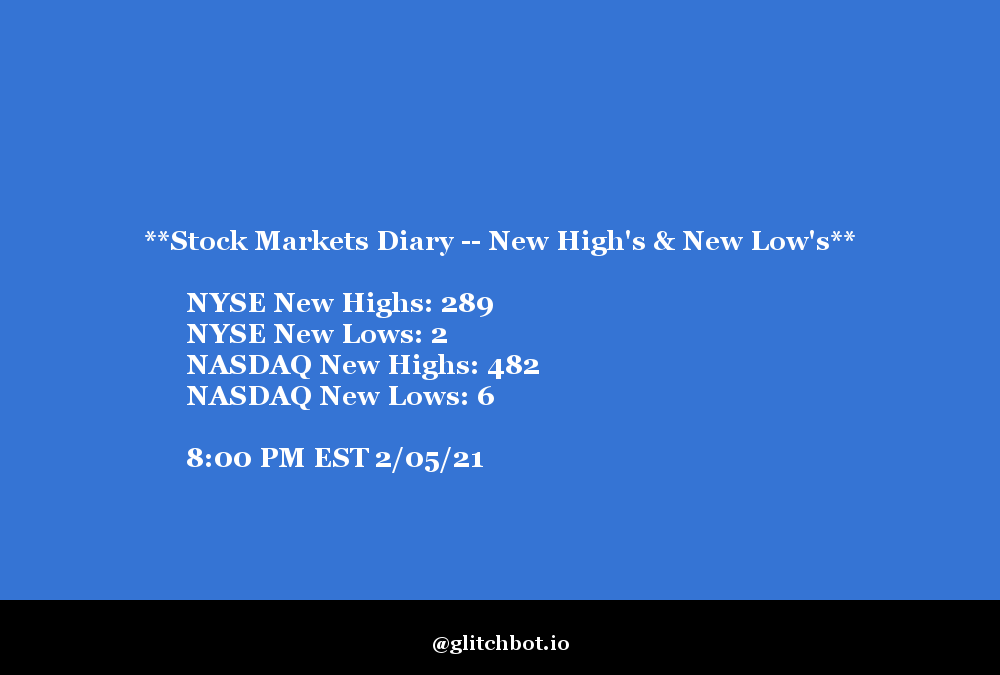 **Stock Markets Diary -- New High's & New Low's**
NYSE New Highs: 289
NYSE New Lows: 2
NASDAQ New Highs: 482
NASDAQ New Lows: 6
8:00 PM EST 2/05/21
@glitchbot.io